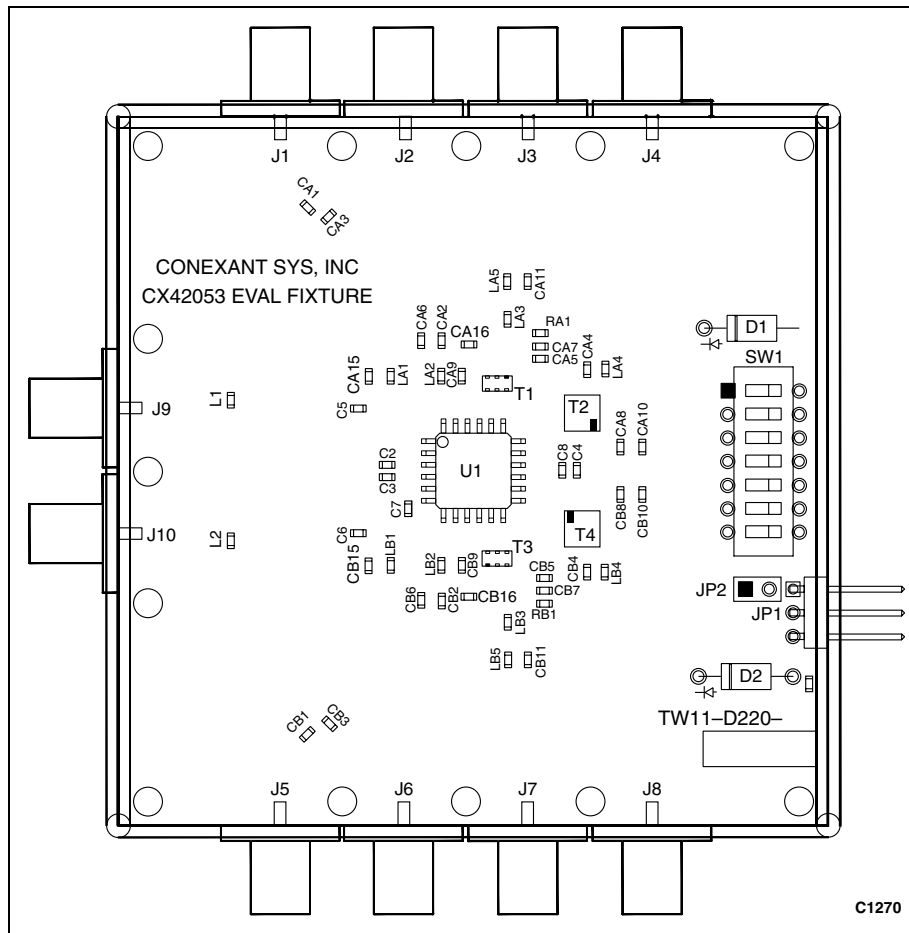 J1
J2
J3
J4
CA1
CA3
CONEXANT SYS, INC
CX42053 EVAL FIXTURE
LA5
CA11
LA3
CA6
CA2
CA16
RA1
CA7
CA5
CA4
LA4
D1
SW1
CA15
LA1
LA2
CA9
T1
L1
J9
C5
T2
CA8
CA10
C2
C3
U1
C8
C4
C7
CB8
CB10
J10
L2
C6
T4
CB15
LB1
LB2
CB9
T3
CB5
CB7
RB1
CB4
LB4
CB6
CB2
CB16
LB3
JP2
JP1
LB5
CB11
D2
CB1
CB3
TW11–D220–
J5
J6
J7
J8
C1270